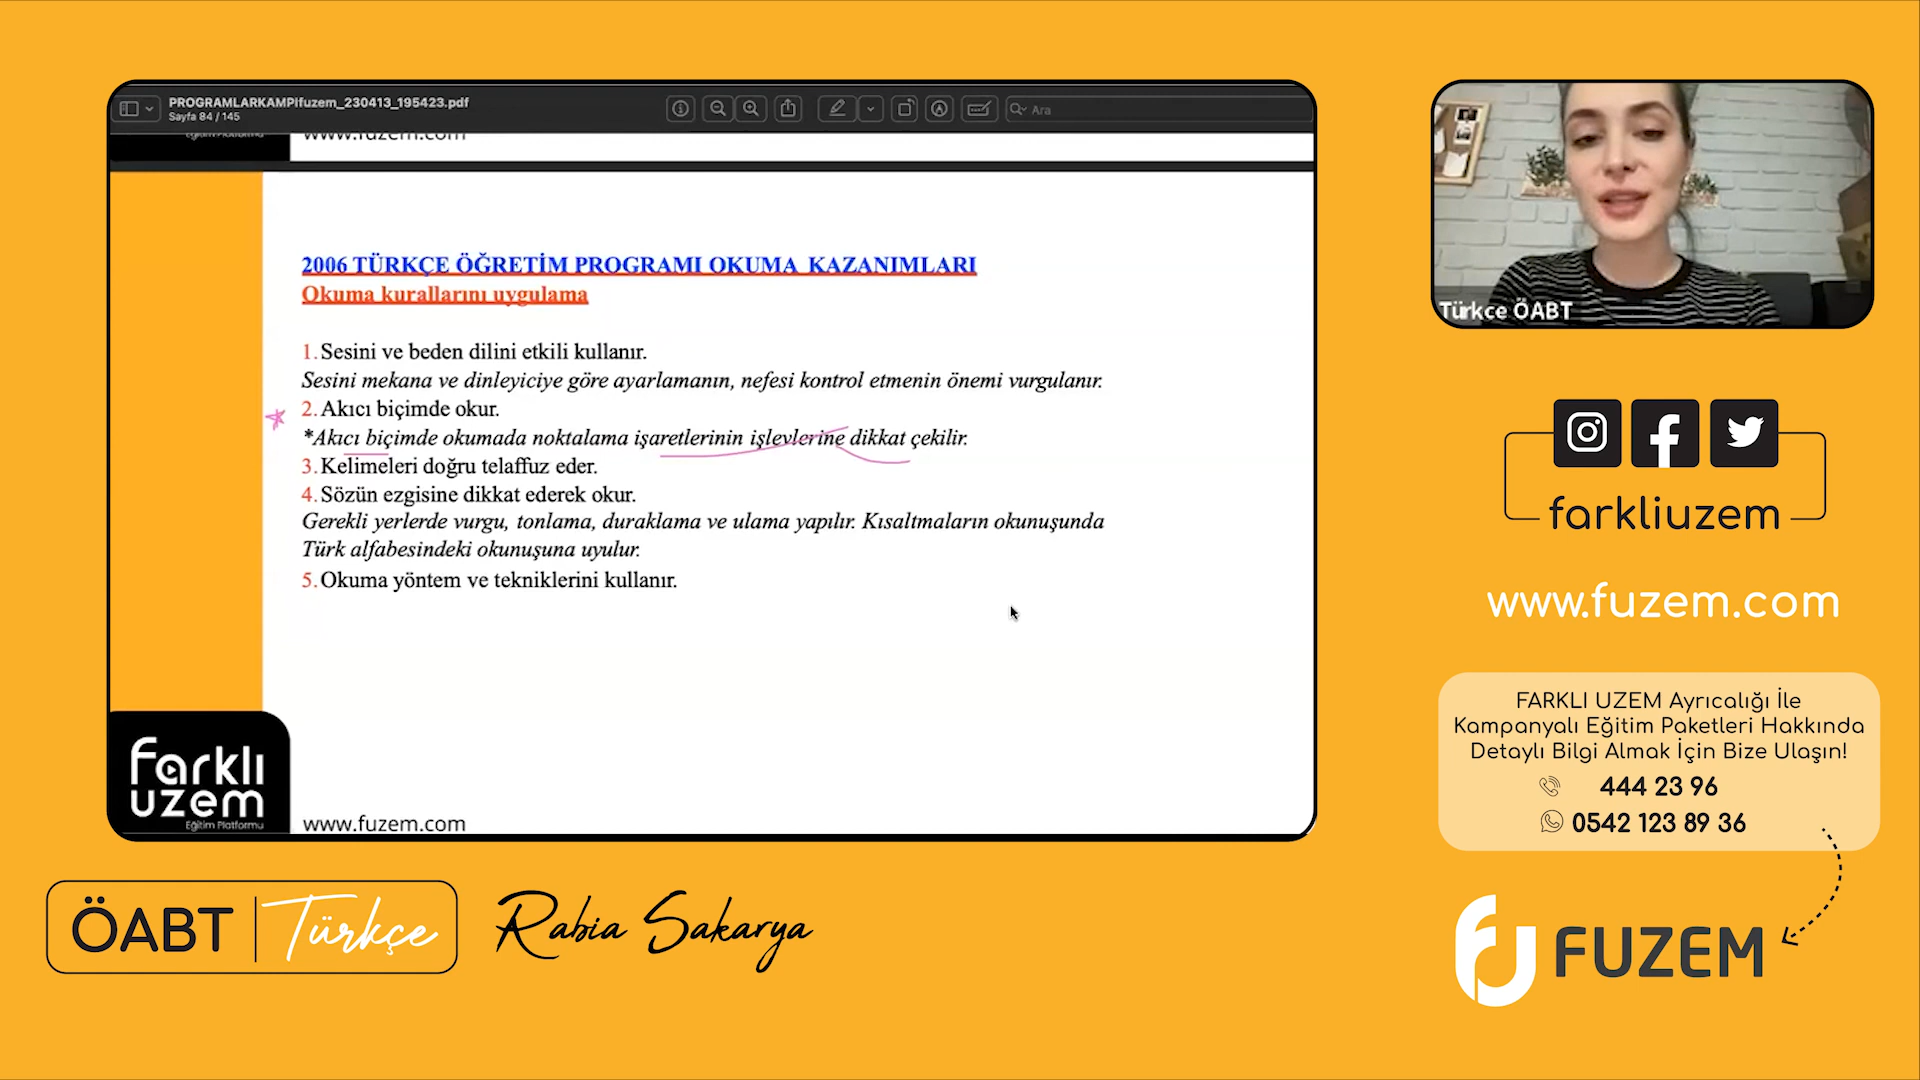 PROGRAMLARKAMPIfuzem_230413_195423.pdf
Sayfa 84 / 145
Ara
Eğitim Platformu
www.fuzem.com
2006 TÜRKÇE ÖĞRETİM PROGRAMI OKUMA KAZANIMLARI
Okuma kurallarını uygulama
1. Sesini ve beden dilini etkili kullanır.
Sesini mekana ve dinleyiciye göre ayarlamanın, nefesi kontrol etmenin önemi vurgulanır.
2. Akıcı biçimde okur.
*Akıcı biçimde okumada noktalama işaretlerinin işlevlerine dikkat çekilir.
3. Kelimeleri doğru telaffuz eder.
4. Sözün ezgisine dikkat ederek okur.
Gerekli yerlerde vurgu, tonlama, duraklama ve ulama yapılır. Kısaltmaların okunuşunda
Türk alfabesindeki okunuşuna uyulur.
5. Okuma yöntem ve tekniklerini kullanır.
farklı
uzem
Eğitim Platformu
www.fuzem.com
Türkçe ÖABT
farkliuzem
www.fuzem.com
FARKLI UZEM Ayrıcalığı İle
Kampanyalı Eğitim Paketleri Hakkında
Detaylı Bilgi Almak İçin Bize Ulaşın!
444 23 96
0542 123 89 36
ÖABT Türkçe
Rabia Sakarya
FUZEM